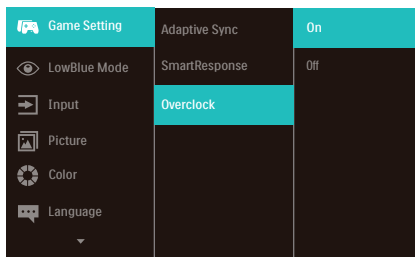 Game Setting
LowBlue Mode
Input
Picture
Color
Language
Adaptive Sync
SmartResponse
Overclock
On
Off